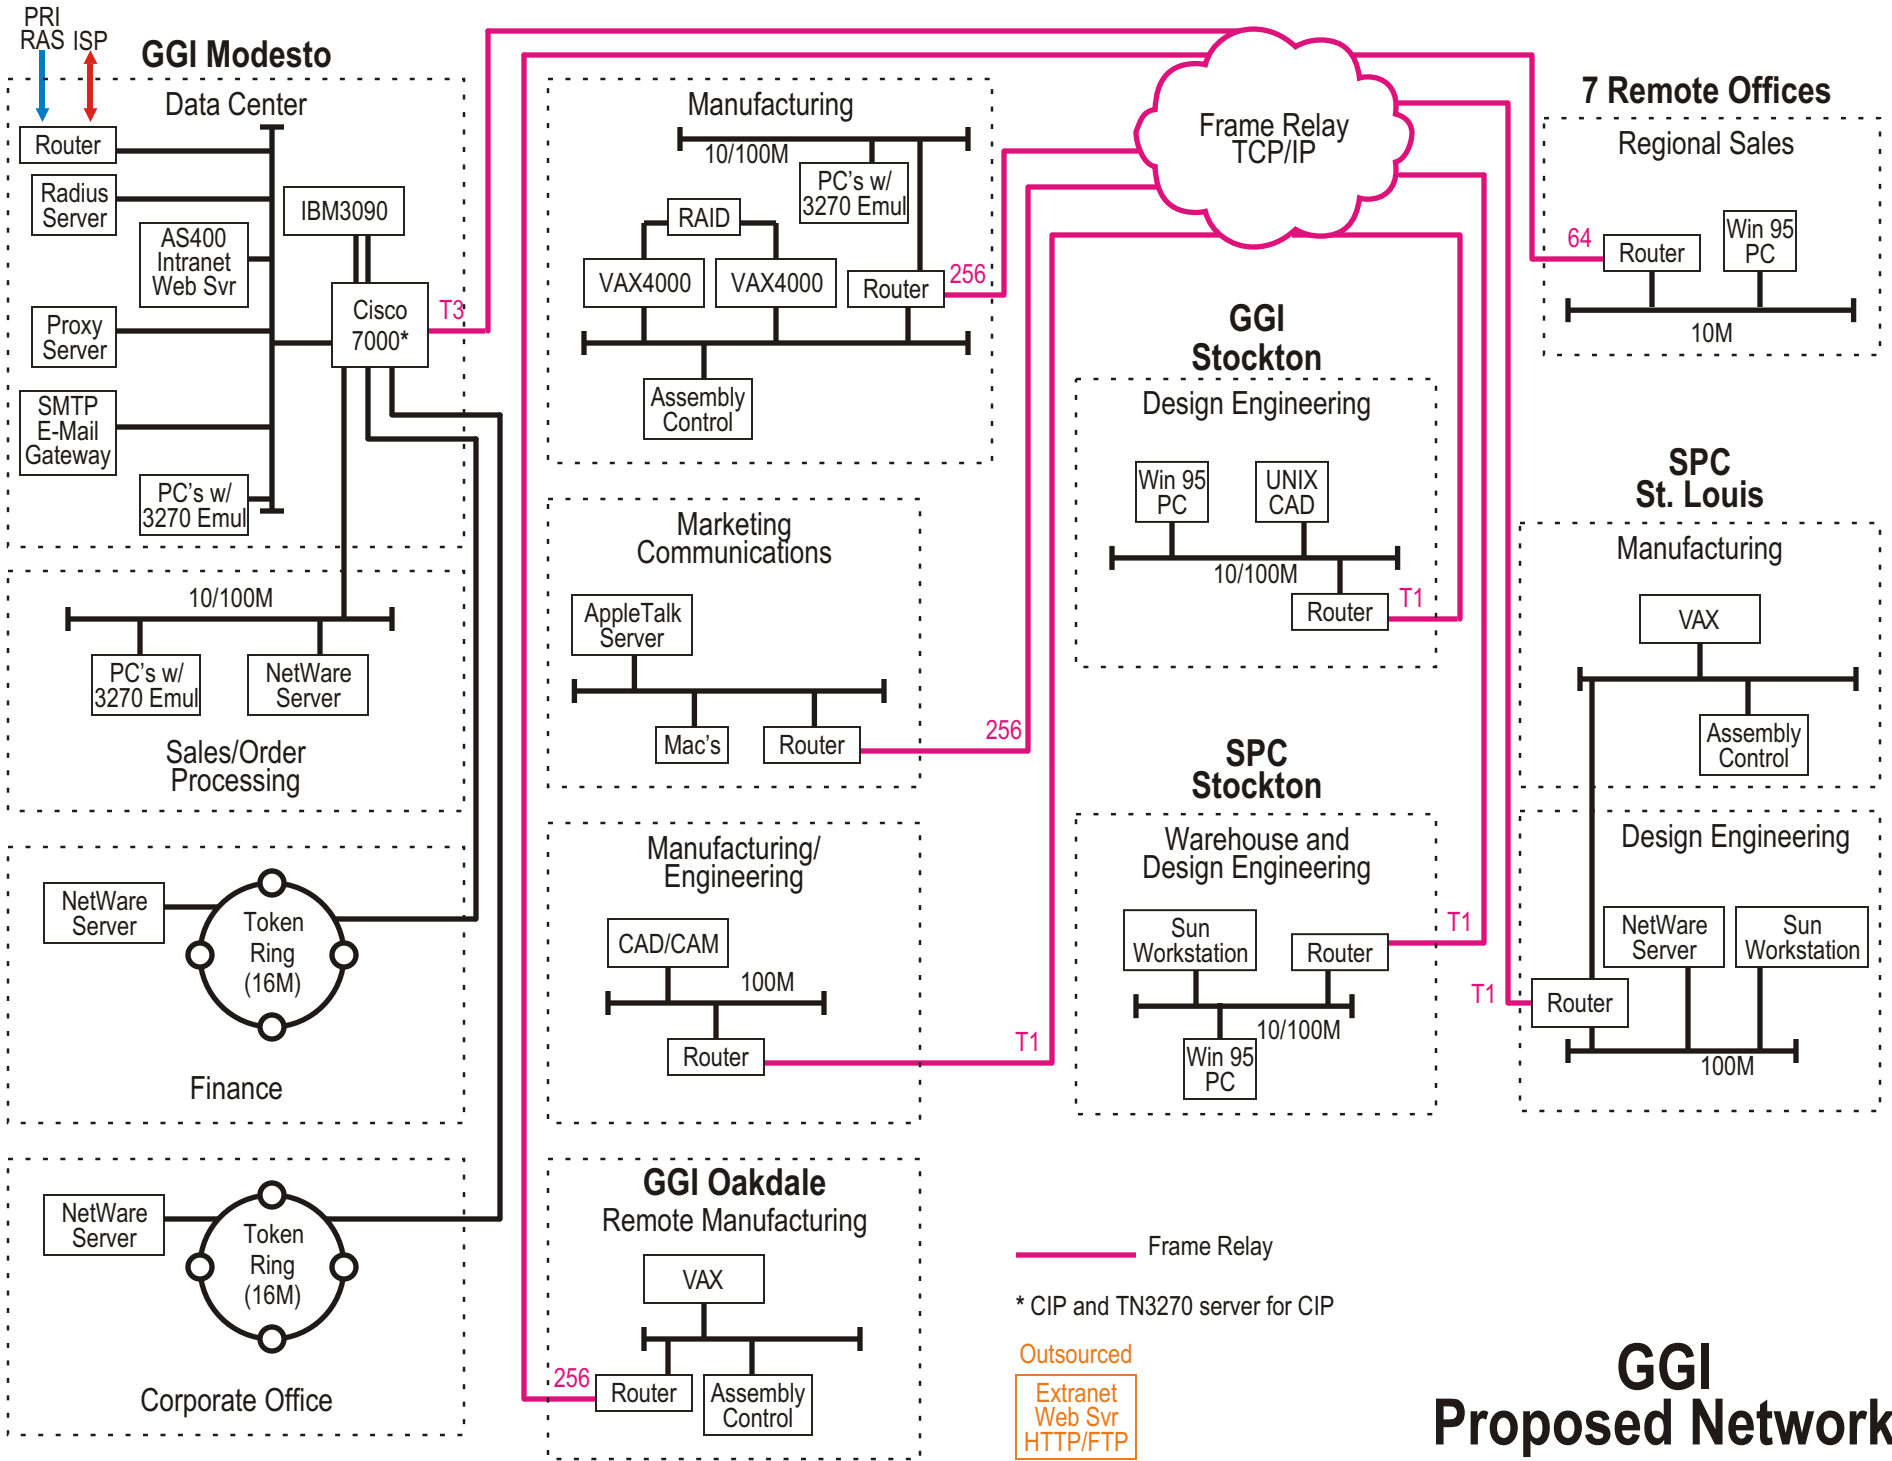 PRI
RAS ISP
GGI Modesto
Data Center
Router
Radius
Server
IBM3090
AS400
Intranet
Web Svr
Proxy
Server
Cisco
7000*
T3
SMTP
E-Mail
Gateway
PC's w/
3270 Emul
10/100M
PC's w/
3270 Emul
NetWare
Server
Sales/Order
Processing
NetWare
Server
Token
Ring
(16M)
Finance
NetWare
Server
Token
Ring
(16M)
Corporate Office
Manufacturing
10/100M
PC's w/
3270 Emul
RAID
VAX4000
VAX4000
Router
256
Assembly
Control
Marketing
Communications
AppleTalk
Server
Mac's
Router
256
Manufacturing/
Engineering
CAD/CAM
100M
Router
T1
GGI Oakdale
Remote Manufacturing
VAX
256
Router
Assembly
Control
Frame Relay
TCP/IP
GGI
Stockton
Design Engineering
Win 95
PC
UNIX
CAD
10/100M
Router
T1
SPC
Stockton
Warehouse and
Design Engineering
Sun
Workstation
Router
T1
10/100M
Win 95
PC
7 Remote Offices
Regional Sales
64
Router
Win 95
PC
10M
SPC
St. Louis
Manufacturing
VAX
Assembly
Control
Design Engineering
NetWare
Server
Sun
Workstation
T1
Router
100M
Frame Relay
* CIP and TN3270 server for CIP
Outsourced
Extranet
Web Svr
HTTP/FTP
GGI
Proposed Network